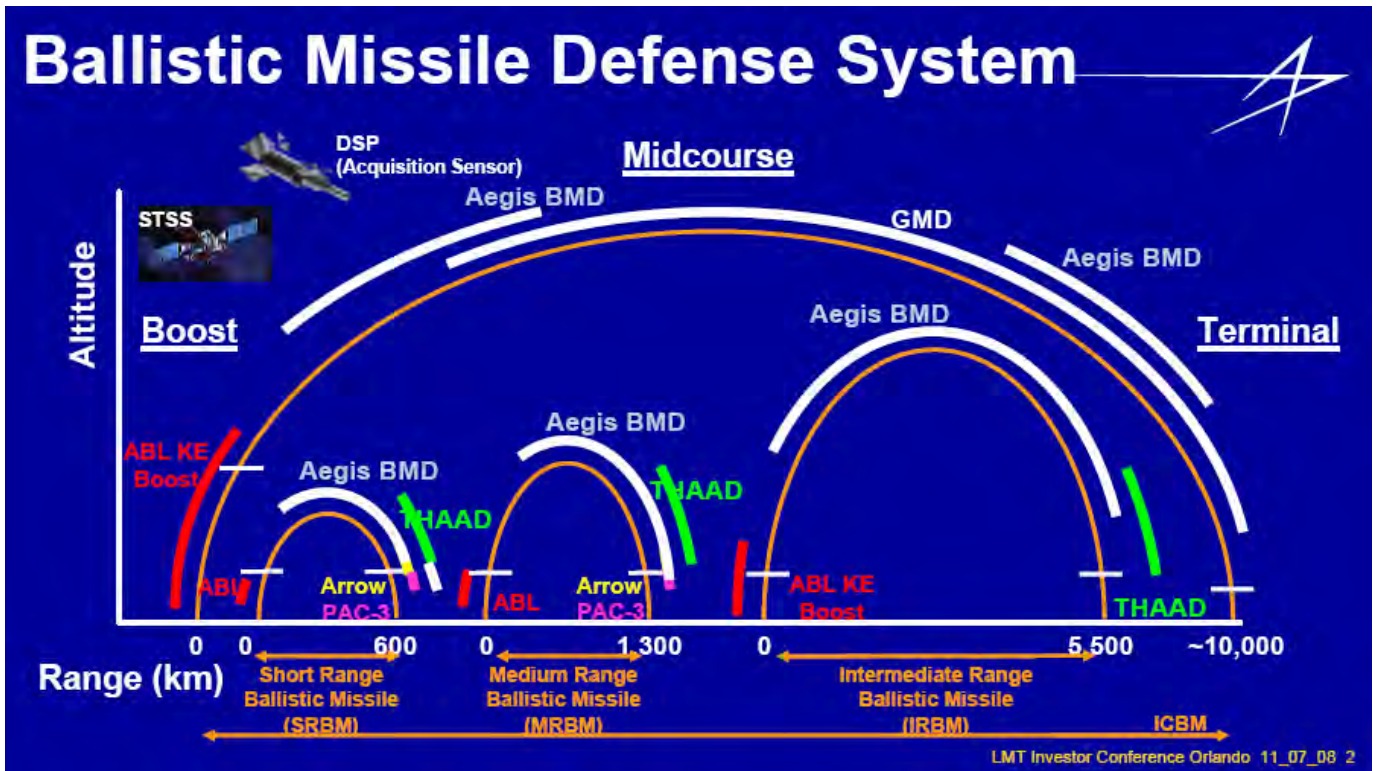 Ballistic Missile Defense System
DSP
(Acquisition Sensor)
Midcourse
Aegis BMD
STSS
GMD
Aegis BMD
Altitude
Boost
Aegis BMD
Terminal
ABL KE
Boost
Aegis BMD
Aegis BMD
THAAD
THAAD
ABL
Arrow
PAC-3
ABL
Arrow
PAC-3
ABL KE
Boost
THAAD
0 0 600 0 1,300 0 5,500 ~10,000
Range (km)
Short Range
Ballistic Missile
(SRBM)
Medium Range
Ballistic Missile
(MRBM)
Intermediate Range
Ballistic Missile
(IRBM)
ICBM
LMT Investor Conference Orlando 11_07_08 2